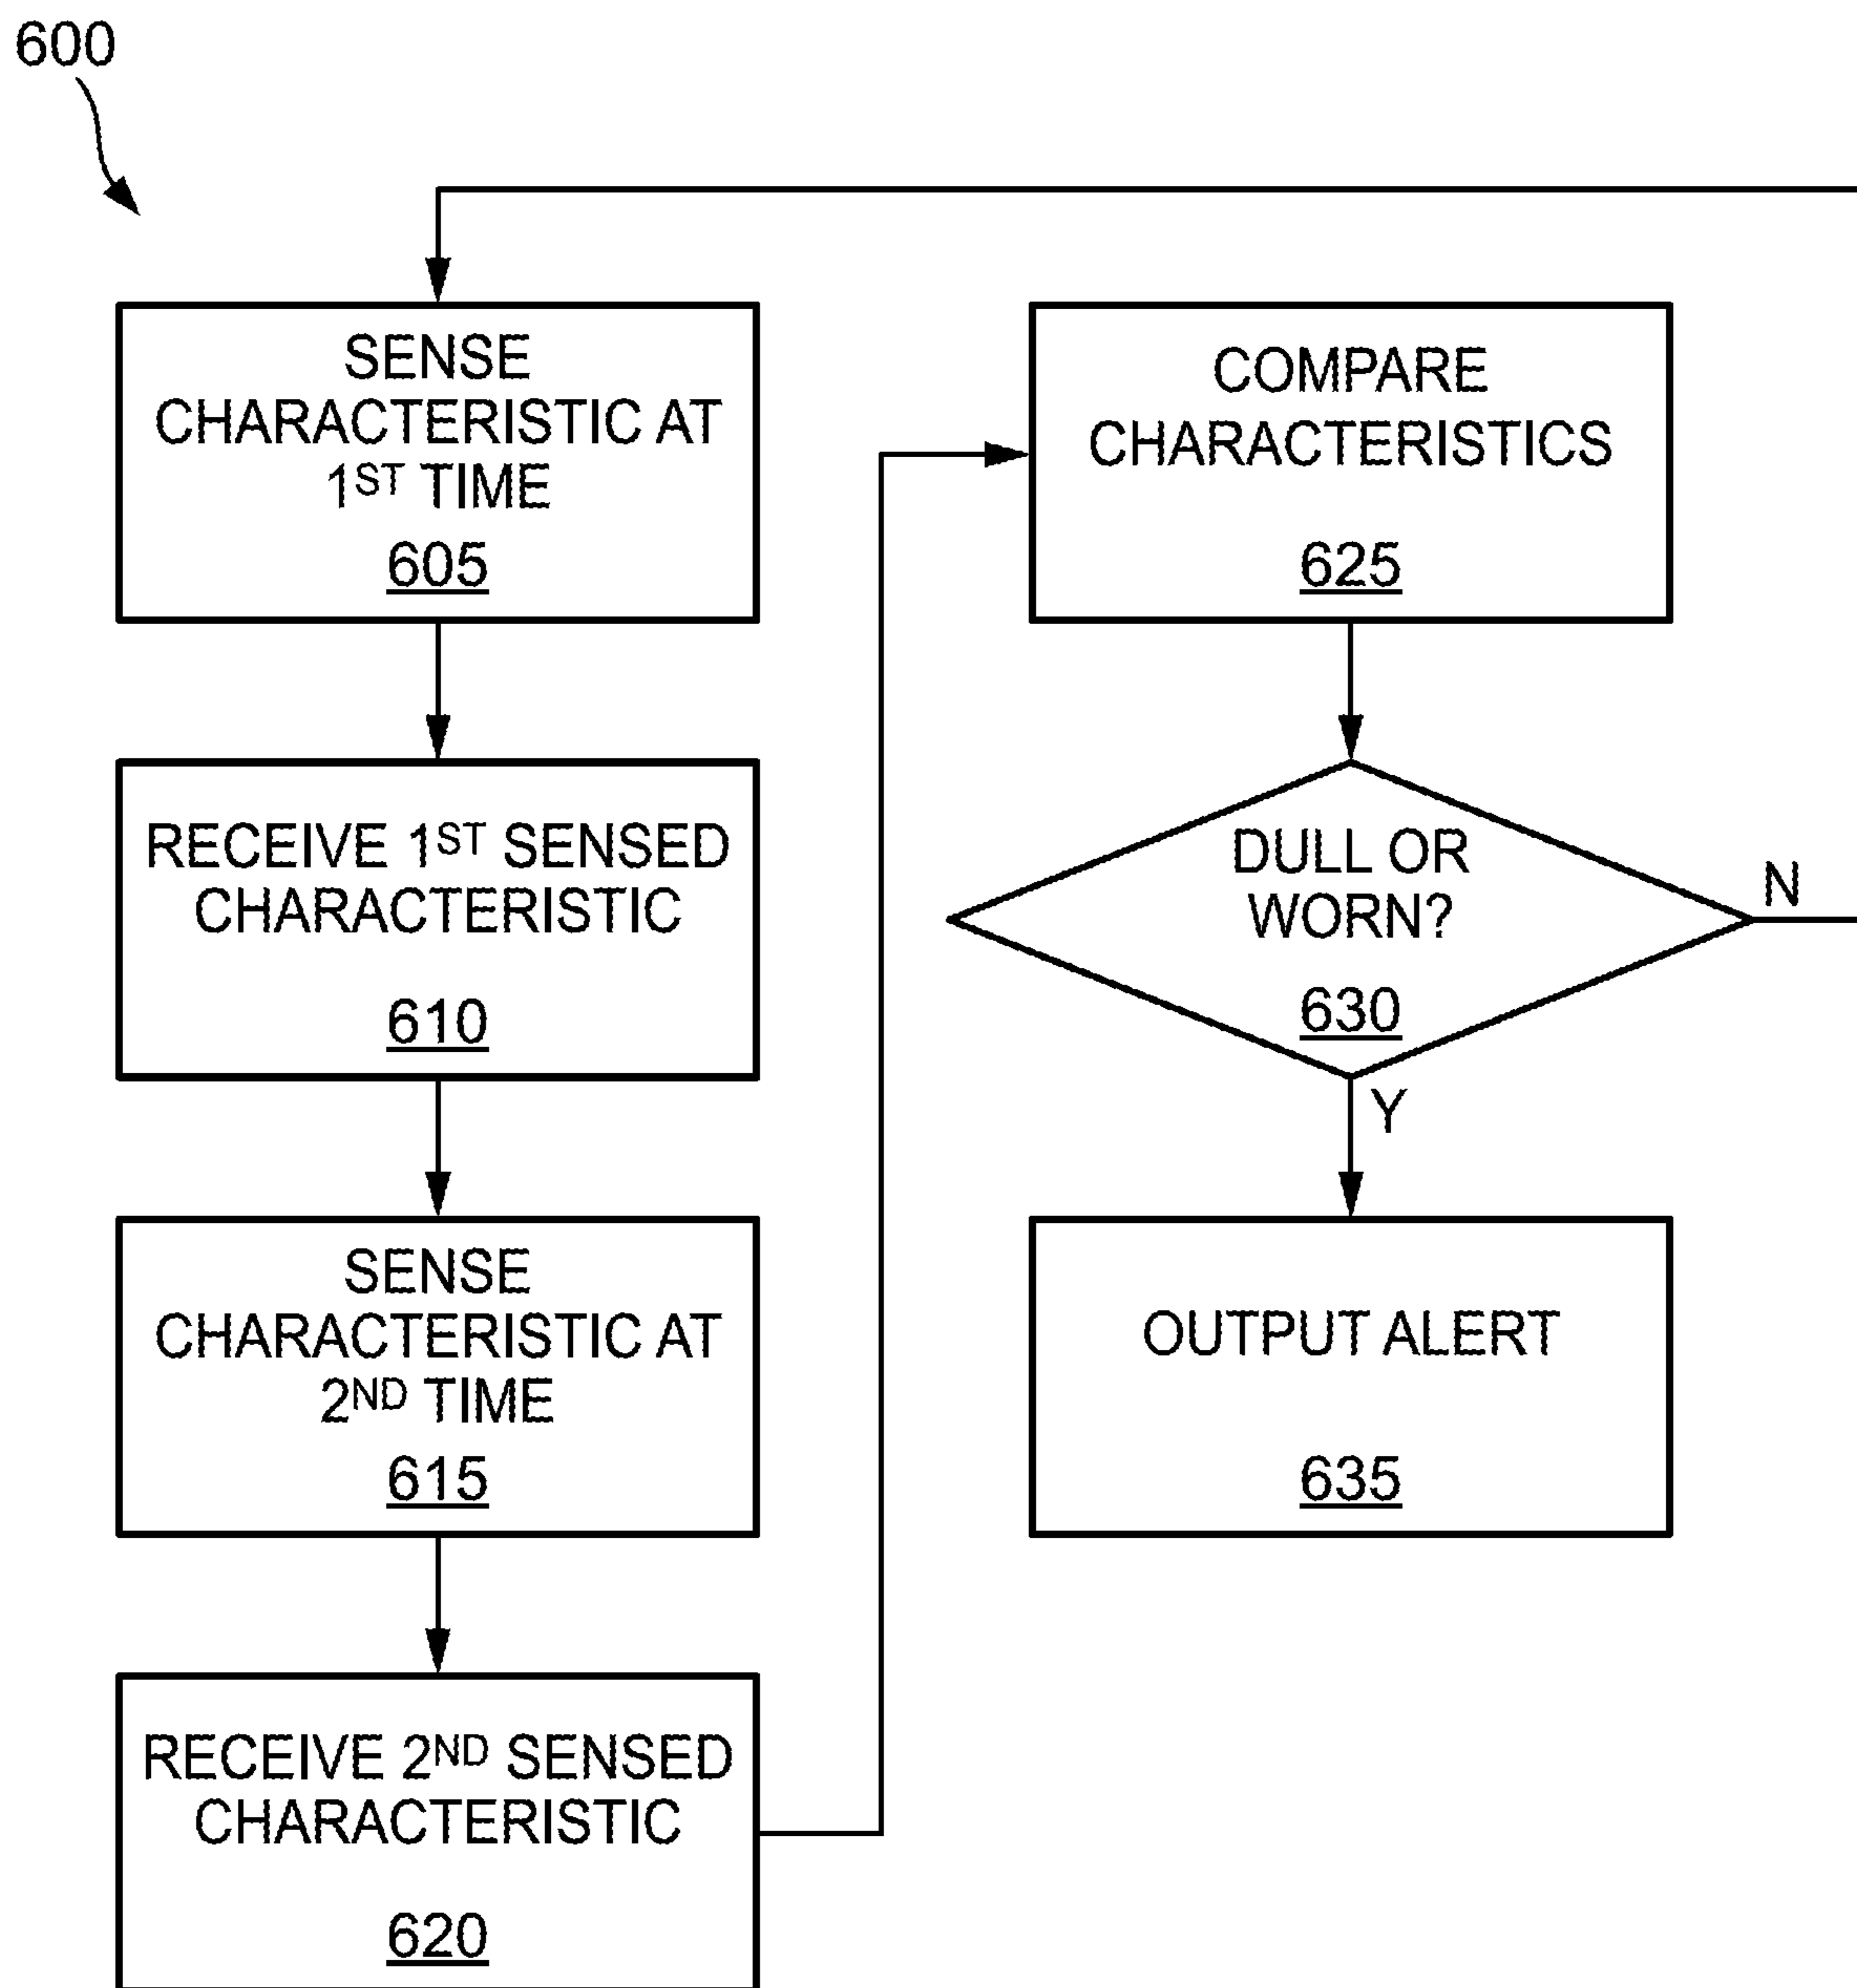 600
SENSE
CHARACTERISTIC AT
1ST TIME
605
RECEIVE 1ST SENSED
CHARACTERISTIC
610
SENSE
CHARACTERISTIC AT
2ND TIME
615
RECEIVE 2ND SENSED
CHARACTERISTIC
620
COMPARE
CHARACTERISTICS
625
DULL OR
WORN?
630
N
Y
OUTPUT ALERT
635